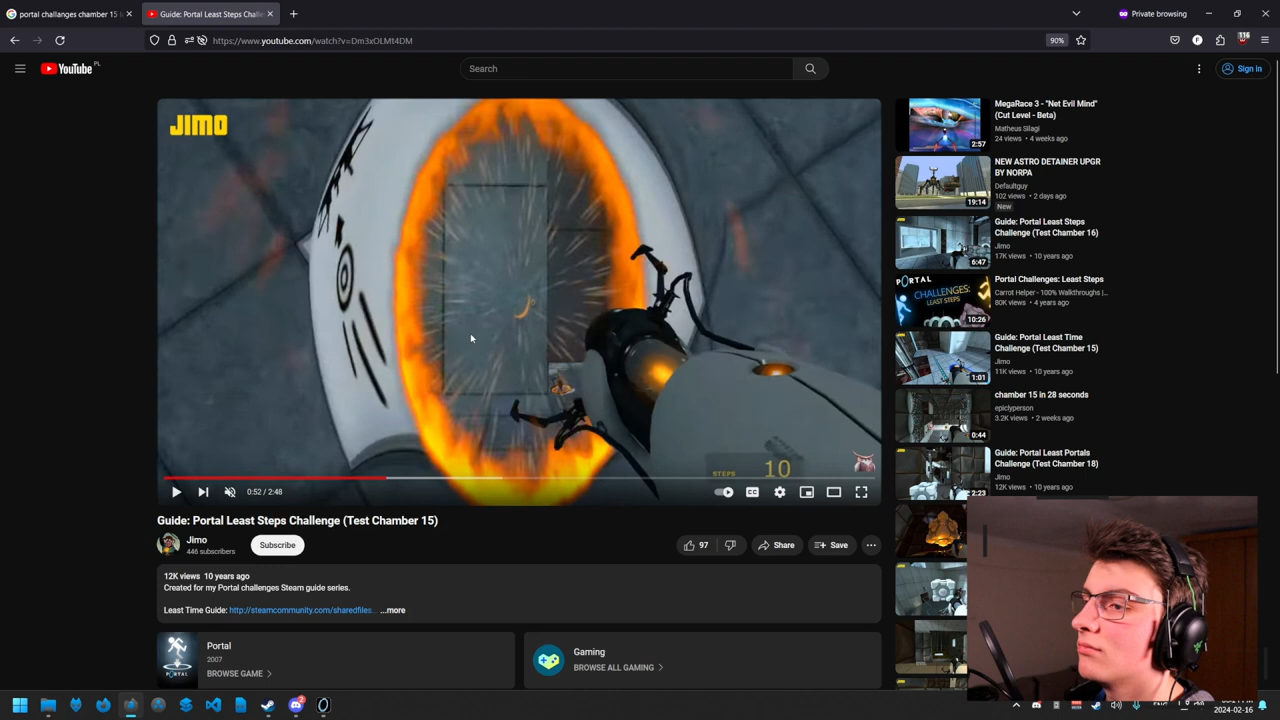 portal challanges chamber 15 l
Guide: Portal Least Steps Challe
Private browsing
https://www.youtube.com/watch?v=Dm3xOLMt4DM
90%
116
YouTube PL
Search
Sign in
JIMO
STEPS 10
0:52 / 2:48
Guide: Portal Least Steps Challenge (Test Chamber 15)
Jimo
446 subscribers
Subscribe
97
Share
Save
12K views 10 years ago
Created for my Portal challenges Steam guide series.
Least Time Guide: http://steamcommunity.com/sharedfiles... ...more
Portal
2007
BROWSE GAME
Gaming
BROWSE ALL GAMING
MegaRace 3 - "Net Evil Mind"
(Cut Level - Beta)
Matheus Silagi
24 views • 4 weeks ago
2:57
NEW ASTRO DETAINER UPGR
BY NORPA
Defaultguy
102 views • 2 days ago
New
19:14
Guide: Portal Least Steps
Challenge (Test Chamber 16)
Jimo
17K views • 10 years ago
6:47
PORTAL
CHALLENGES:
LEAST STEPS
Portal Challenges: Least Steps
Carrot Helper - 100% Walkthroughs |...
80K views • 4 years ago
10:26
Guide: Portal Least Time
Challenge (Test Chamber 15)
Jimo
11K views • 10 years ago
1:01
chamber 15 in 28 seconds
epiclyperson
3.2K views • 2 weeks ago
0:44
Guide: Portal Least Portals
Challenge (Test Chamber 18)
Jimo
12K views • 10 years ago
2:23
2
2024-02-16